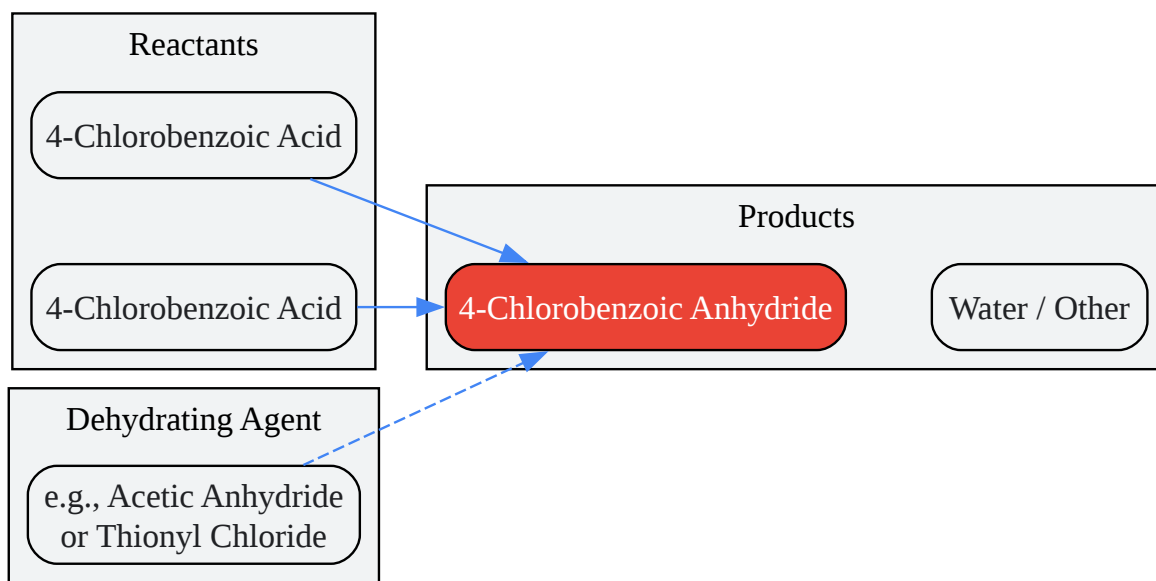 Reactants
4-Chlorobenzoic Acid
4-Chlorobenzoic Acid
Products
4-Chlorobenzoic Anhydride
Water / Other
Dehydrating Agent
e.g., Acetic Anhydride
or Thionyl Chloride